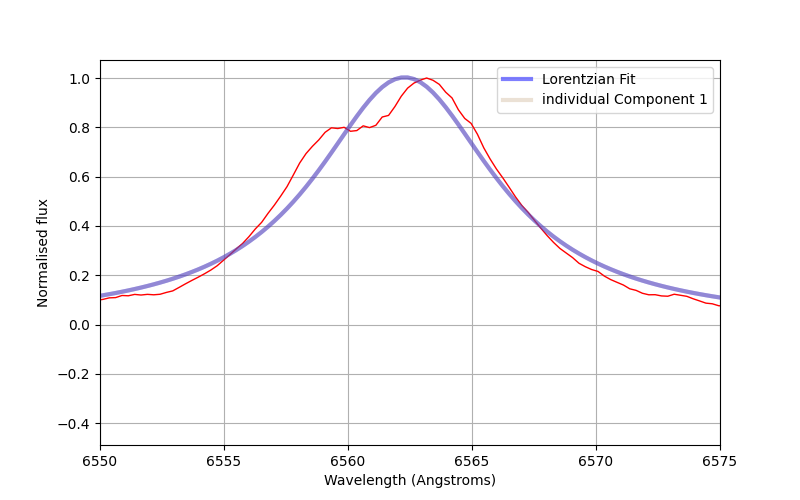 Lorentzian Fit
individual Component 1
1.0
0.8
0.6
0.4
0.2
0.0
−0.2
−0.4
Normalised flux
6550 6555 6560 6565 6570 6575
Wavelength (Angstroms)